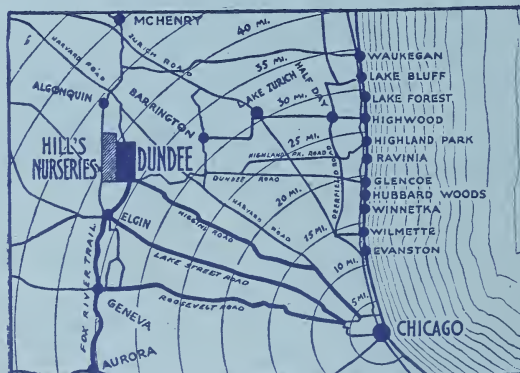 MCHENRY
40 MI.
HARVARD ROAD
ZURICH ROAD
35 MI.
WAUKEGAN
LAKE BLUFF
ALGONQUIN
BARRINGTON
LAKE ZURICH
HALF DAY
30 MI.
LAKE FOREST
HIGHWOOD
25 MI.
HIGHLAND PARK
HILL'S
NURSERIES
DUNDEE
HIGHLAND PK. ROAD
RAVINIA
DUNDEE ROAD
DEERFIELD RD
GLENCOE
20 MI.
HUBBARD WOODS
WINNETKA
ELGIN
HIGGINS ROAD
HARVARD ROAD
15 MI.
WILMETTE
EVANSTON
LAKE STREET ROAD
10 MI.
FOX RIVER TRAIL
GENEVA
ROOSEVELT ROAD
5 MI.
CHICAGO
AURORA